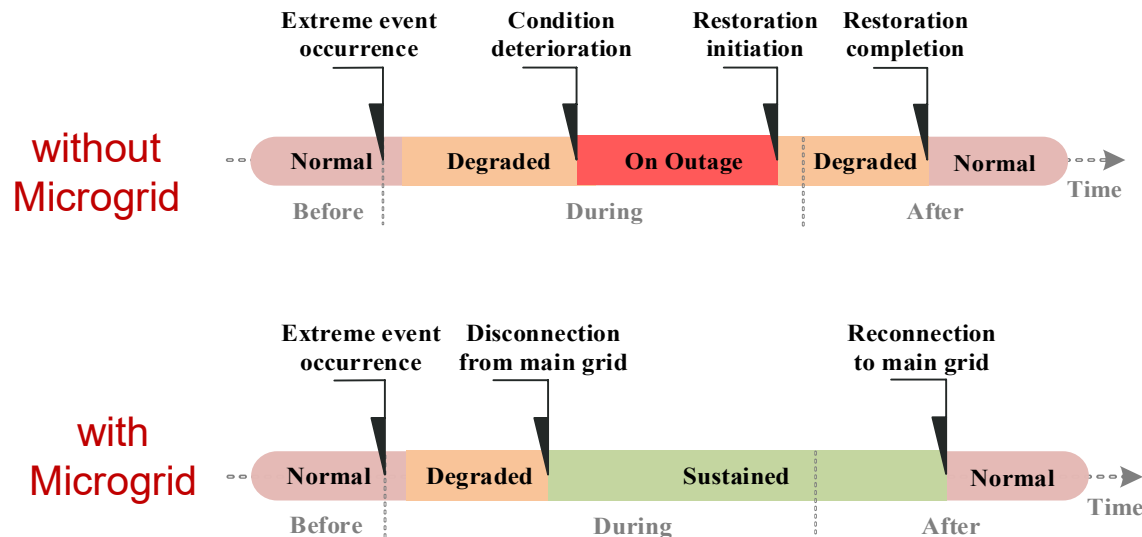 Extreme event
occurrence
Condition
deterioration
Restoration
initiation
Restoration
completion
without
Microgrid
Normal
Degraded
On Outage
Degraded
Normal
Time
Before
During
After
Extreme event
occurrence
Disconnection
from main grid
Reconnection
to main grid
with
Microgrid
Normal
Degraded
Sustained
Normal
Time
Before
During
After